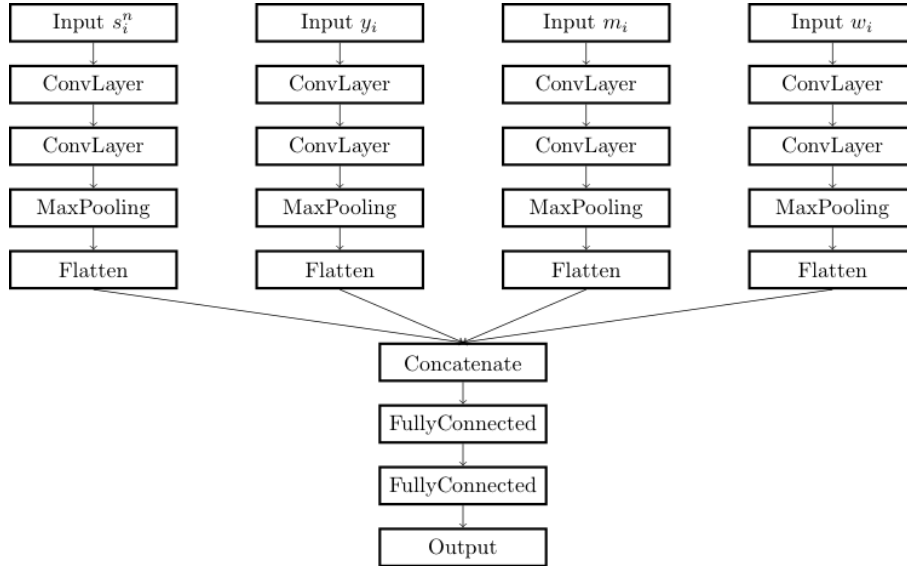 Input $s_i^n$ Input $y_i$ Input $m_i$ Input $w_i$
ConvLayer ConvLayer ConvLayer ConvLayer
ConvLayer ConvLayer ConvLayer ConvLayer
MaxPooling MaxPooling MaxPooling MaxPooling
Flatten Flatten Flatten Flatten
Concatenate
FullyConnected
FullyConnected
Output